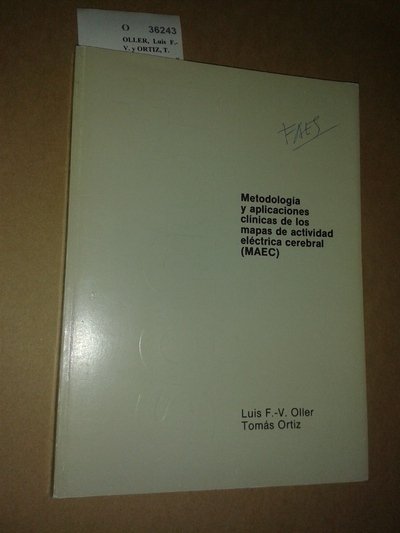 O 36243
OLLER, Luis F.-
V. y ORTIZ, T.
FAES
Metodología
y aplicaciones
clínicas de los
mapas de actividad
eléctrica cerebral
(MAEC)
Luis F.-V. Oller
Tomás Ortiz